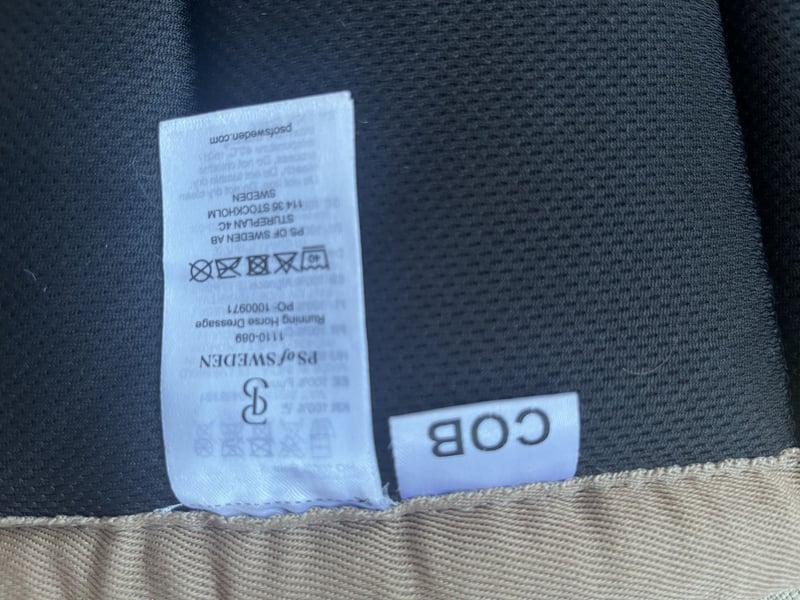 PS of SWEDEN
1110-089
Running Horse Dressage
PO: 1000971
40
PS OF SWEDEN AB
STUREPLAN 4C
114 35 STOCKHOLM
SWEDEN
psofsweden.com
COB